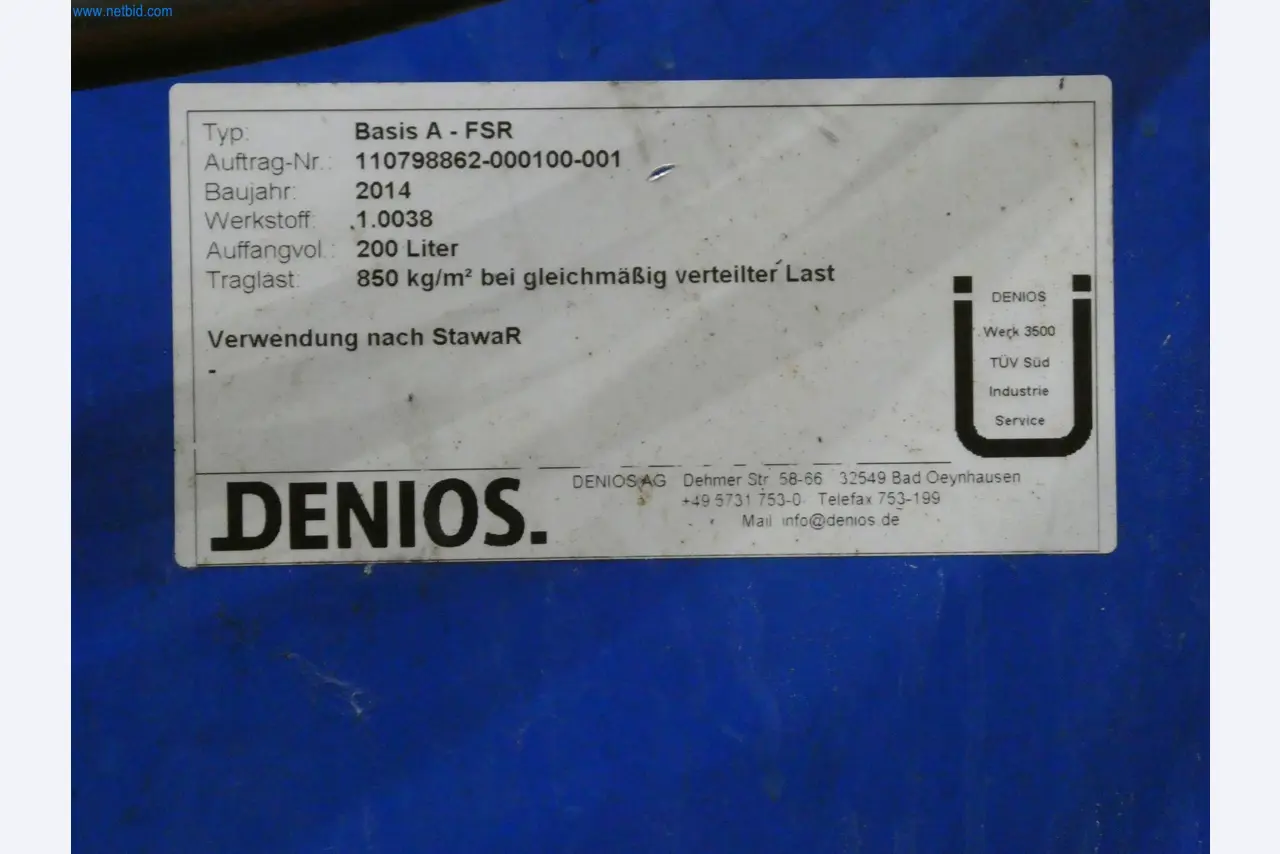 www.netbid.com
Typ: Basis A - FSR
Auftrag-Nr.: 110798862-000100-001
Baujahr: 2014
Werkstoff: 1.0038
Auffangvol.: 200 Liter
Traglast: 850 kg/m² bei gleichmäßig verteilter Last
Verwendung nach StawaR
-
DENIOS
Werk 3500
TÜV Süd
Industrie
Service
DENIOS.
DENIOS AG Dehmer Str. 58-66 32549 Bad Oeynhausen
+49 5731 753-0 Telefax 753-199
Mail info@denios.de